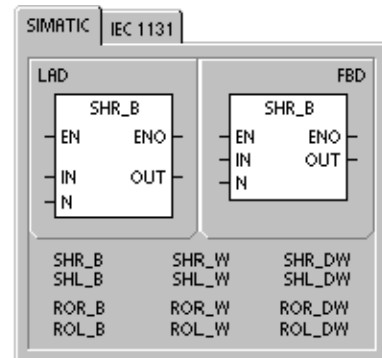 SIMATIC IEC 1131
LAD FBD
SHR_B SHR_B
EN ENO EN ENO
IN OUT IN OUT
N N
SHR_B SHR_W SHR_DW
SHL_B SHL_W SHL_DW
ROR_B ROR_W ROR_DW
ROL_B ROL_W ROL_DW